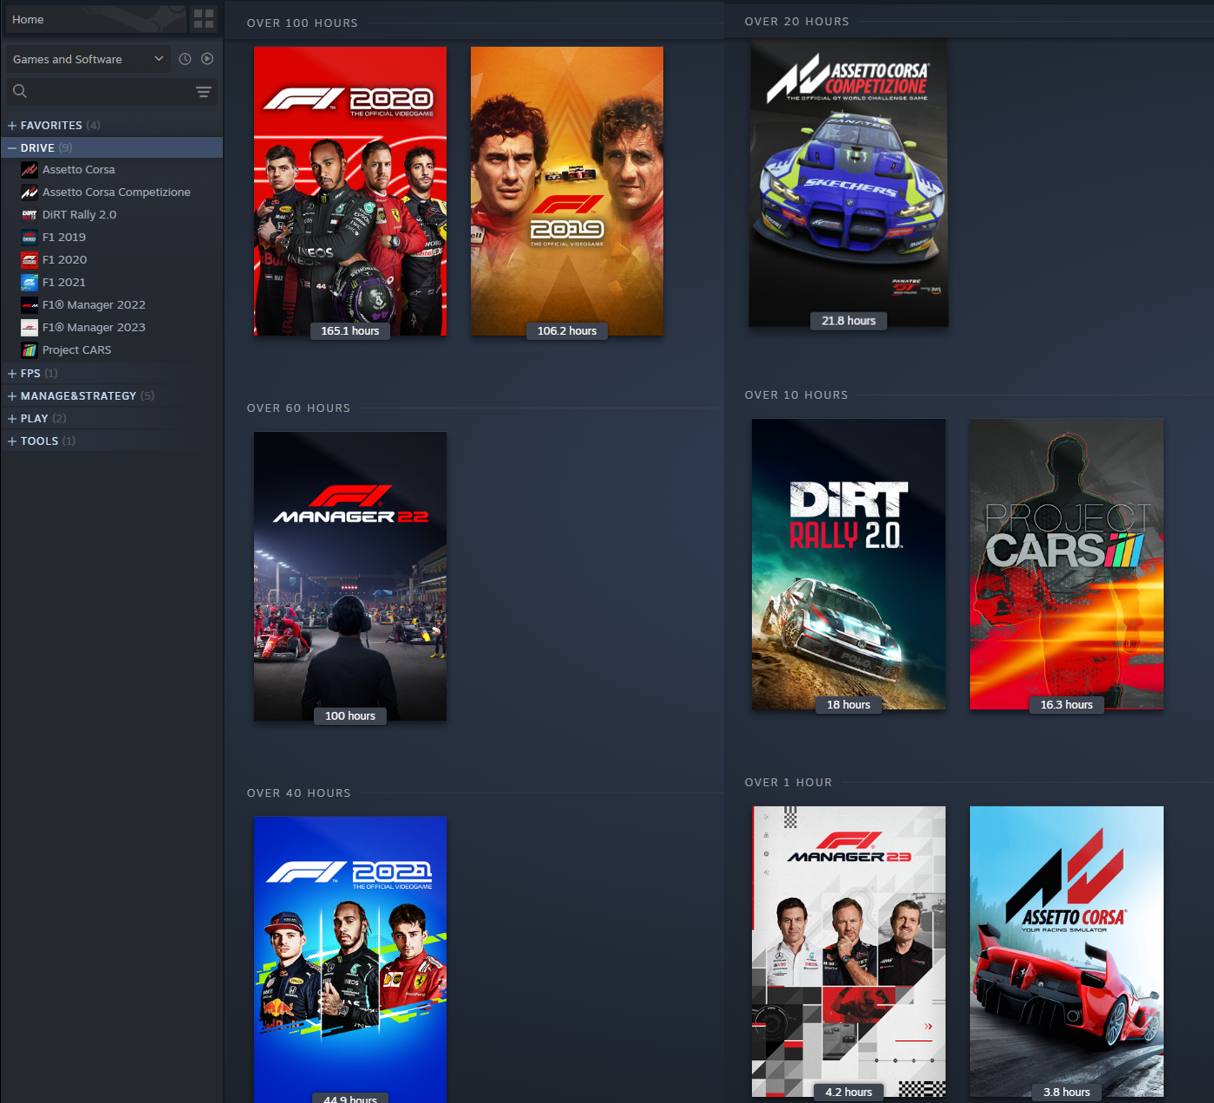 Home
Games and Software
+ FAVORITES (4)
− DRIVE (9)
Assetto Corsa
Assetto Corsa Competizione
DiRT Rally 2.0
F1 2019
F1 2020
F1 2021
F1® Manager 2022
F1® Manager 2023
Project CARS
+ FPS (1)
+ MANAGE&STRATEGY (5)
+ PLAY (2)
+ TOOLS (1)
OVER 100 HOURS
F1 2020
THE OFFICIAL VIDEOGAME
165.1 hours
F1
2019
THE OFFICIAL VIDEOGAME
106.2 hours
OVER 60 HOURS
F1
MANAGER 22
100 hours
OVER 40 HOURS
F1 2021
THE OFFICIAL VIDEOGAME
44.9 hours
OVER 20 HOURS
ASSETTO CORSA
COMPETIZIONE
THE OFFICIAL GT WORLD CHALLENGE GAME
FANATEC
SKECHERS
FANATEC
GT
21.8 hours
OVER 10 HOURS
DiRT
RALLY 2.0
POLO
18 hours
PROJECT
CARS
16.3 hours
OVER 1 HOUR
F1
MANAGER 23
4.2 hours
ASSETTO CORSA
YOUR RACING SIMULATOR
3.8 hours